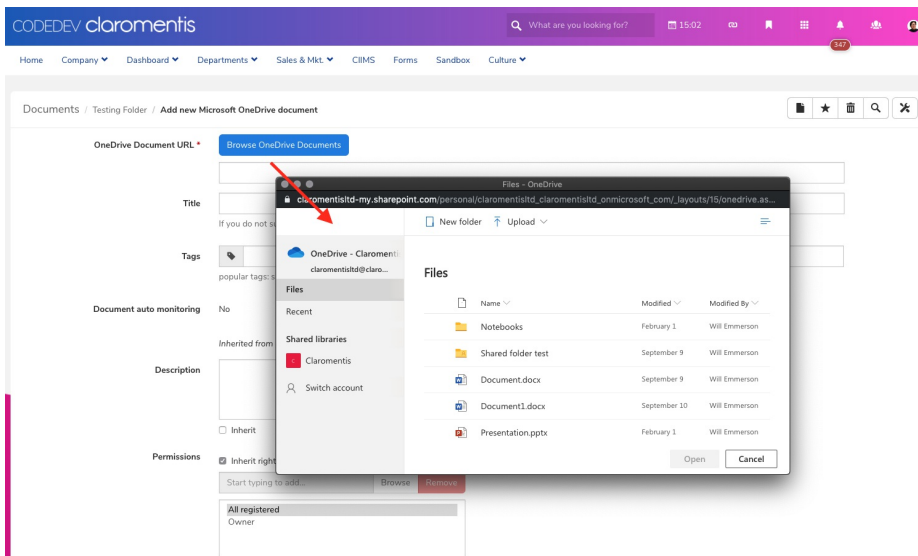 CODEDEV claromentis
What are you looking for?
15:02
347
Home Company Dashboard Departments Sales & Mkt. CIIMS Forms Sandbox Culture
Documents / Testing Folder / Add new Microsoft OneDrive document
OneDrive Document URL *
Browse OneDrive Documents
Files - OneDrive
claromentisltd-my.sharepoint.com/personal/claromentisltd_claromentisltd_onmicrosoft_com/_layouts/15/onedrive.as...
Title
If you do not
New folder Upload
OneDrive - Claromenti
claromentisltd@claro...
Tags
popular tags:
Files
Files
Name Modified Modified By
Document auto monitoring
No
Recent
Notebooks February 1 Will Emmerson
Inherited from
Shared libraries
Shared folder test September 9 Will Emmerson
Claromentis
Description
Document.docx September 9 Will Emmerson
Switch account
Document1.docx September 10 Will Emmerson
Inherit
Presentation.pptx February 1 Will Emmerson
Permissions
Inherit right
Open Cancel
Start typing to add... Browse Remove
All registered
Owner